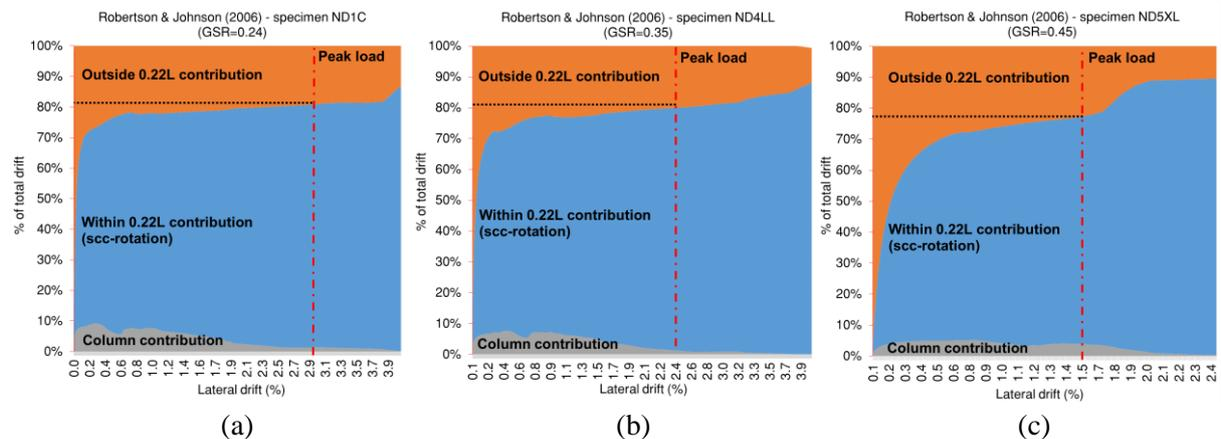 Robertson & Johnson (2006) - specimen ND1C
(GSR=0.24)
100%
90%
80%
70%
60%
50%
40%
30%
20%
10%
0%
% of total drift
Outside 0.22L contribution
Peak load
Within 0.22L contribution
(scc-rotation)
Column contribution
0.0 0.2 0.4 0.6 0.8 1.0 1.2 1.4 1.6 1.7 1.9 2.1 2.3 2.5 2.7 2.9 3.1 3.3 3.5 3.7 3.9
Lateral drift (%)
(a)
Robertson & Johnson (2006) - specimen ND4LL
(GSR=0.35)
100%
90%
80%
70%
60%
50%
40%
30%
20%
10%
0%
% of total drift
Outside 0.22L contribution
Peak load
Within 0.22L contribution
(scc-rotation)
Column contribution
0.1 0.2 0.4 0.6 0.8 0.9 1.1 1.3 1.4 1.6 1.8 2.1 2.2 2.4 2.6 2.8 3.0 3.2 3.4 3.5 3.7 3.9
Lateral drift (%)
(b)
Robertson & Johnson (2006) - specimen ND5XL
(GSR=0.45)
100%
90%
80%
70%
60%
50%
40%
30%
20%
10%
0%
% of total drift
Outside 0.22L contribution
Peak load
Within 0.22L contribution
(scc-rotation)
Column contribution
0.1 0.2 0.3 0.4 0.5 0.6 0.8 0.9 1.0 1.1 1.2 1.3 1.4 1.5 1.7 1.8 1.9 2.0 2.1 2.2 2.3 2.4
Lateral drift (%)
(c)